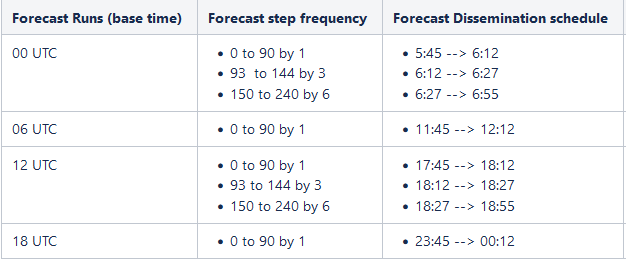 Forecast Runs (base time) Forecast step frequency Forecast Dissemination schedule
00 UTC • 0 to 90 by 1 • 5:45 --> 6:12
• 93 to 144 by 3 • 6:12 --> 6:27
• 150 to 240 by 6 • 6:27 --> 6:55
06 UTC • 0 to 90 by 1 • 11:45 --> 12:12
12 UTC • 0 to 90 by 1 • 17:45 --> 18:12
• 93 to 144 by 3 • 18:12 --> 18:27
• 150 to 240 by 6 • 18:27 --> 18:55
18 UTC • 0 to 90 by 1 • 23:45 --> 00:12